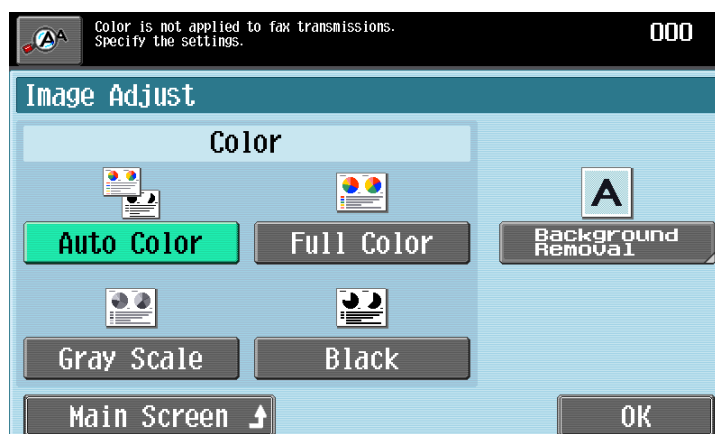 Color is not applied to fax transmissions.
Specify the settings.
000
Image Adjust
Color
Auto Color
Full Color
Background
Removal
Gray Scale
Black
Main Screen
OK